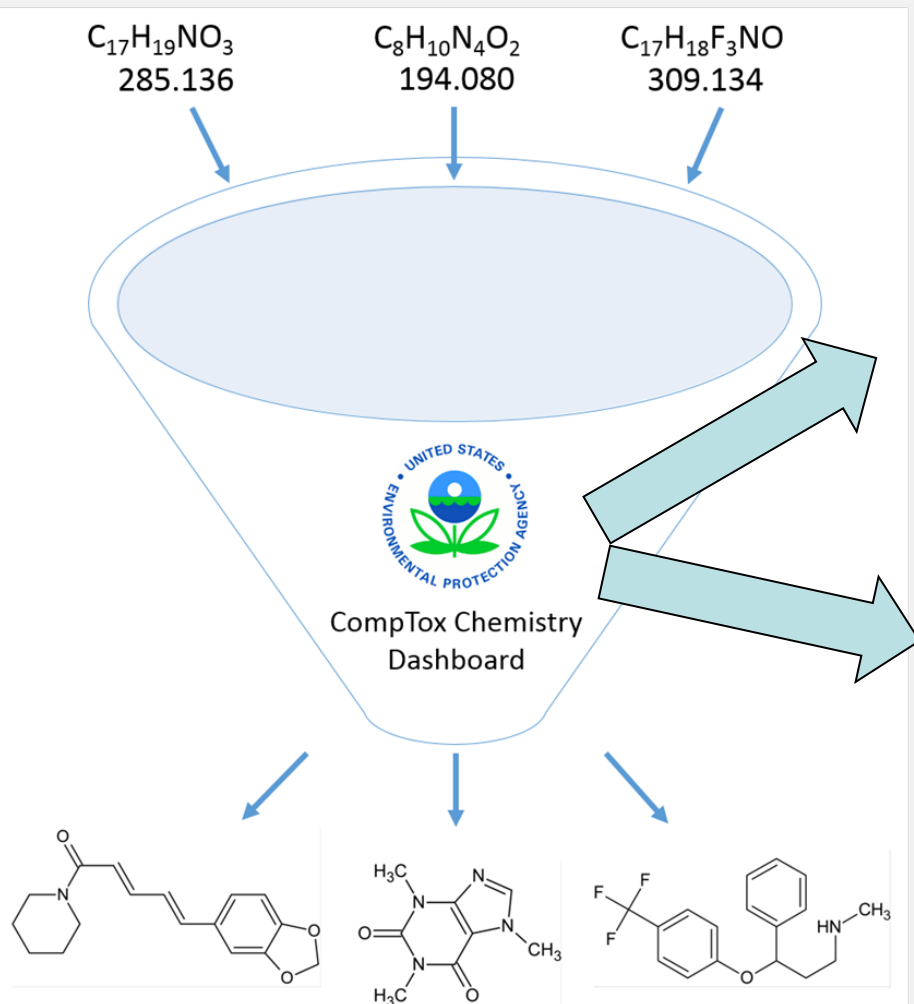 C₁₇H₁₉NO₃
285.136
C₈H₁₀N₄O₂
194.080
C₁₇H₁₈F₃NO
309.134
UNITED STATES
ENVIRONMENTAL PROTECTION AGENCY
CompTox Chemistry
Dashboard
O
N
O
O
H₃C
N
N
O
N
CH₃
N
O
H₃C
F
F
F
O
HN
CH₃